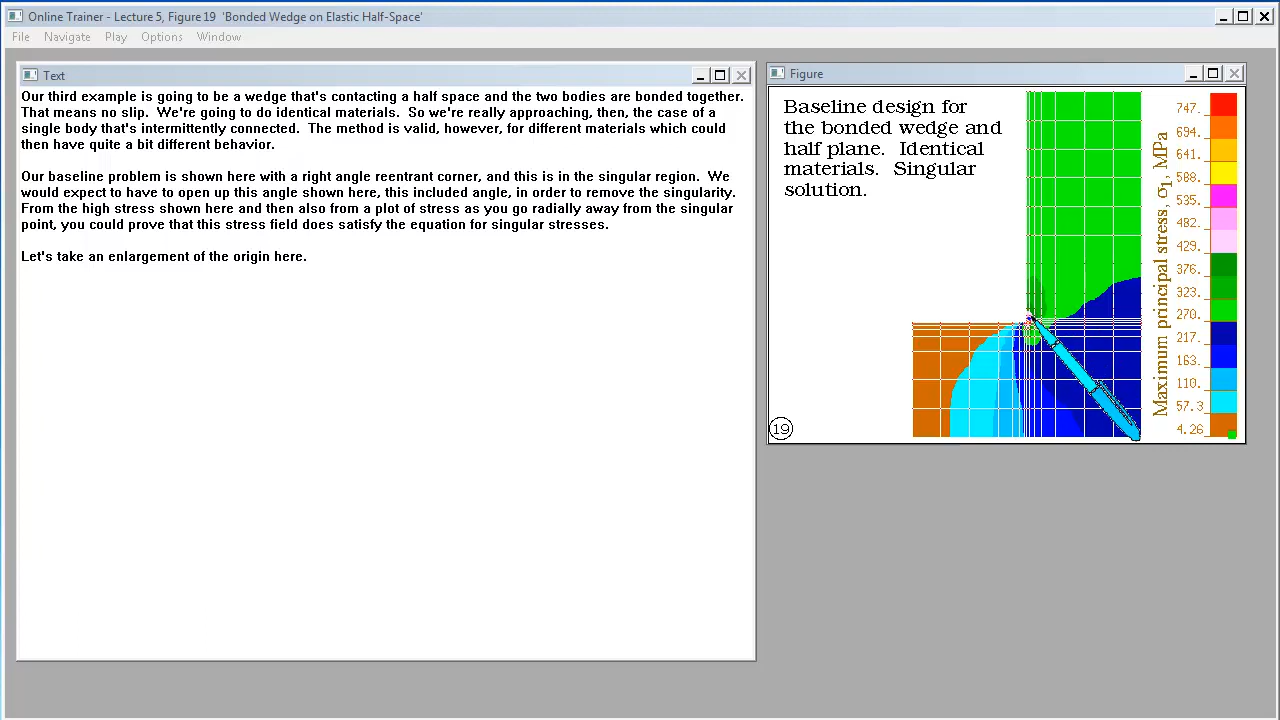 Online Trainer - Lecture 5, Figure 19 'Bonded Wedge on Elastic Half-Space'
File Navigate Play Options Window
Text
Our third example is going to be a wedge that's contacting a half space and the two bodies are bonded together.
That means no slip. We're going to do identical materials. So we're really approaching, then, the case of a
single body that's intermittently connected. The method is valid, however, for different materials which could
then have quite a bit different behavior.
Our baseline problem is shown here with a right angle reentrant corner, and this is in the singular region. We
would expect to have to open up this angle shown here, this included angle, in order to remove the singularity.
From the high stress shown here and then also from a plot of stress as you go radially away from the singular
point, you could prove that this stress field does satisfy the equation for singular stresses.
Let's take an enlargement of the origin here.
Figure
Baseline design for
the bonded wedge and
half plane. Identical
materials. Singular
solution.
19
Maximum principal stress, σ1, MPa
747.
694.
641.
588.
535.
482.
429.
376.
323.
270.
217.
163.
110.
57.3
4.26